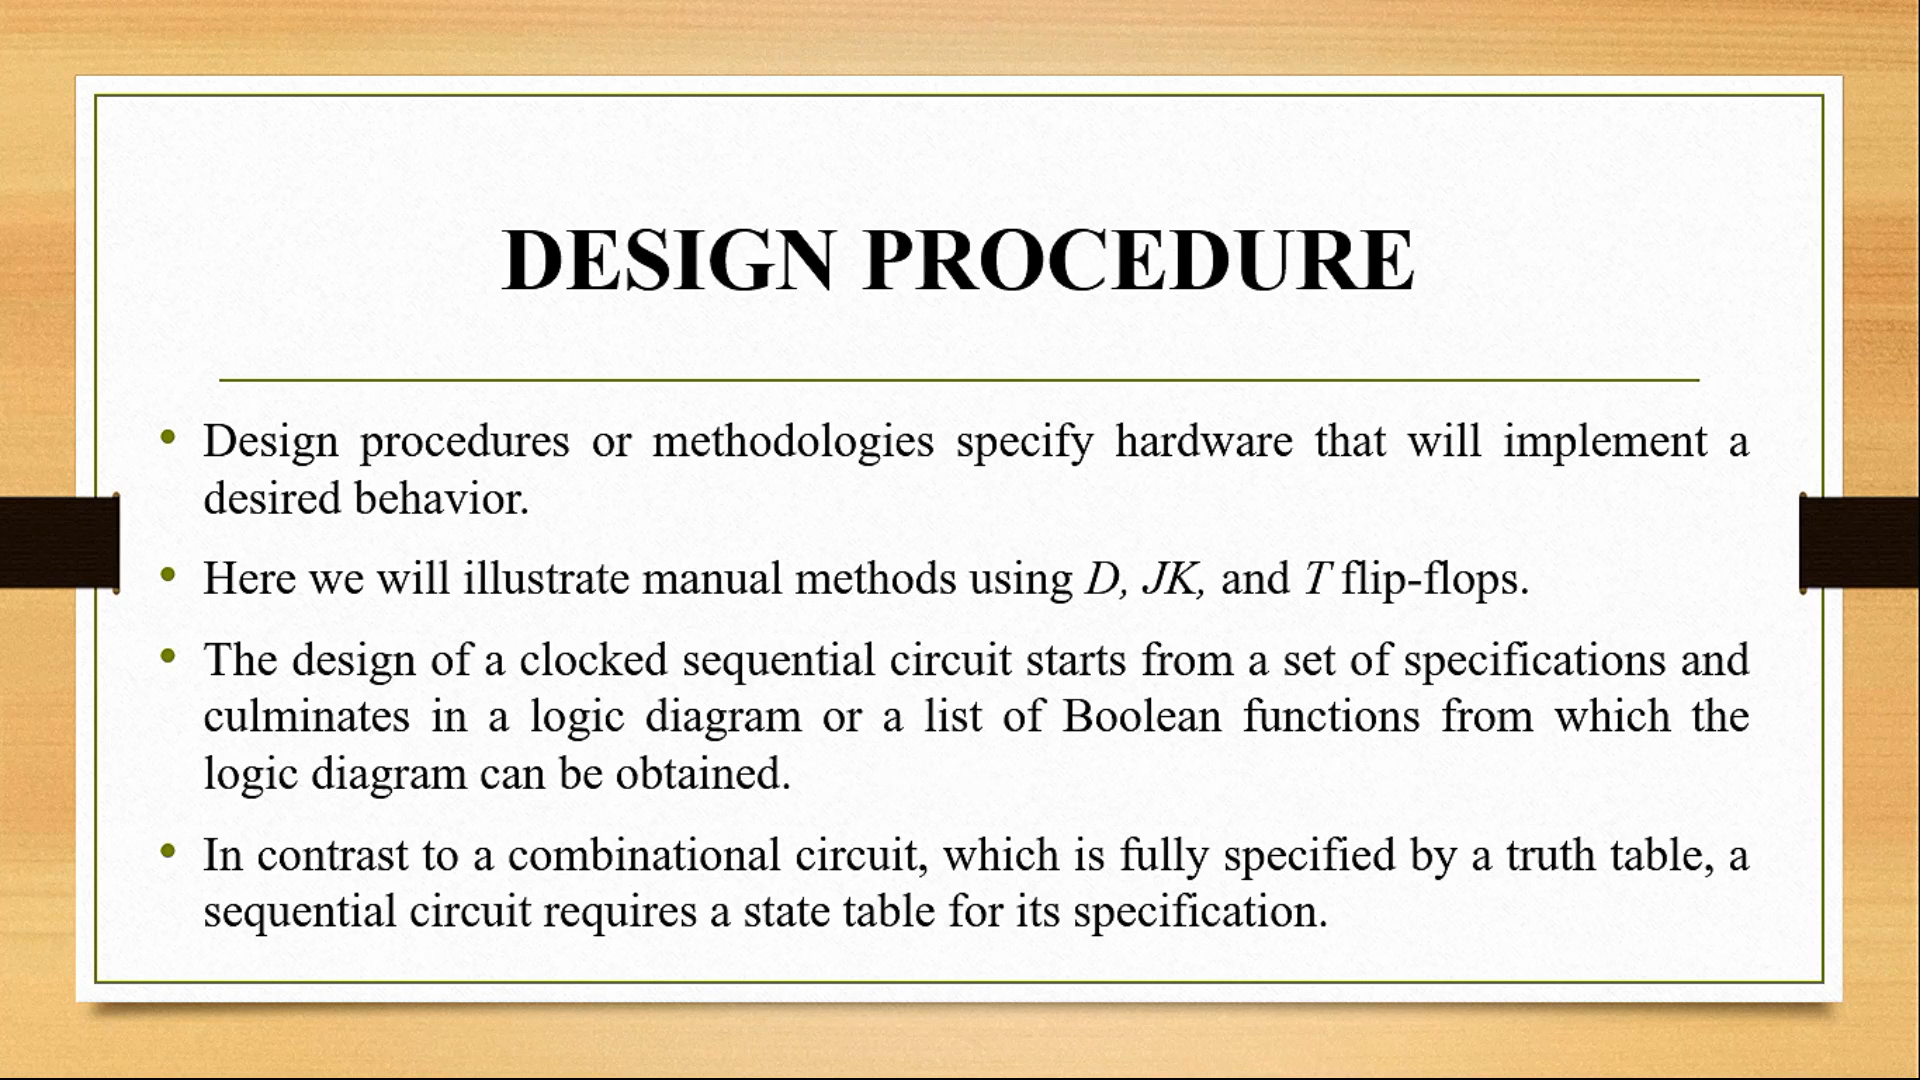 DESIGN PROCEDURE
• Design procedures or methodologies specify hardware that will implement a
desired behavior.
• Here we will illustrate manual methods using D, JK, and T flip-flops.
• The design of a clocked sequential circuit starts from a set of specifications and
culminates in a logic diagram or a list of Boolean functions from which the
logic diagram can be obtained.
• In contrast to a combinational circuit, which is fully specified by a truth table, a
sequential circuit requires a state table for its specification.